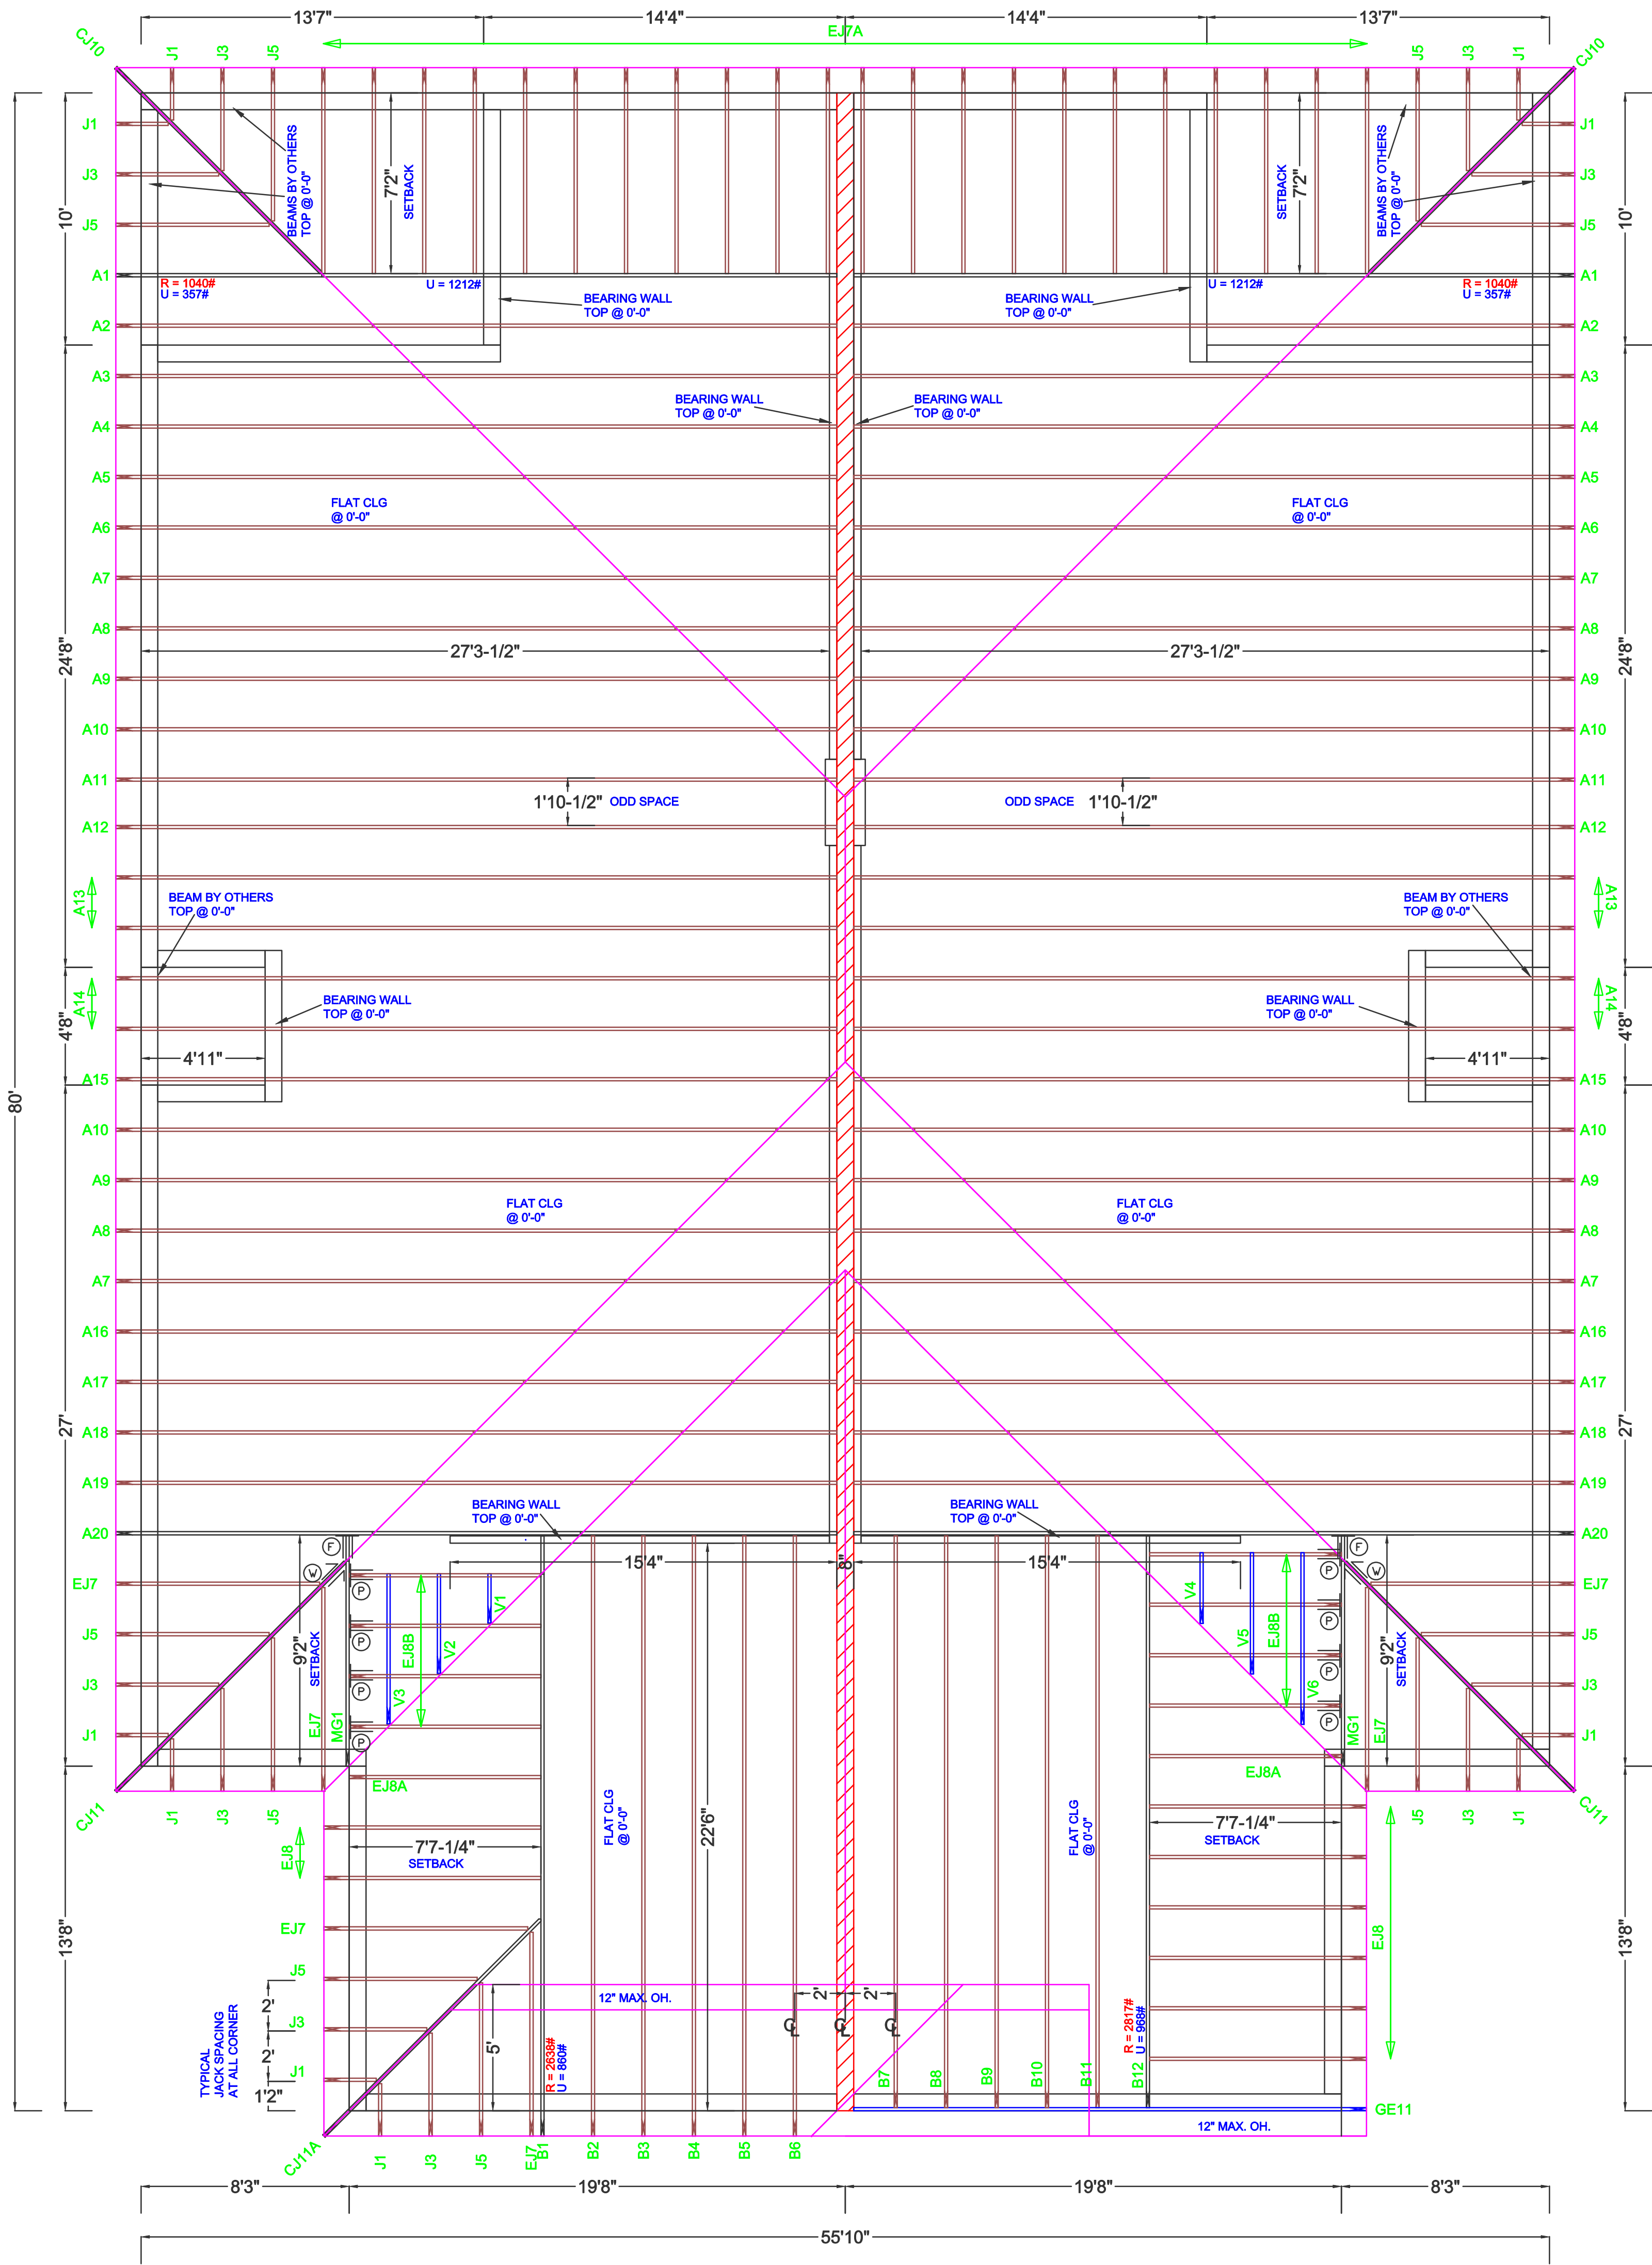 13'7"
14'4"
14'4"
13'7"
EJ7A
CJ10
J1
J3
J5
J5
J3
J1
CJ10
J1
J3
J5
A1
A2
A3
A4
A5
A6
A7
A8
A9
A10
A11
A12
A13
A14
A15
A10
A9
A8
A7
A16
A17
A18
A19
A20
EJ7
J5
J3
J1
CJ11
J1
J3
J5
A1
A2
A3
A4
A5
A6
A7
A8
A9
A10
A11
A12
A13
A14
A15
A10
A9
A8
A7
A16
A17
A18
A19
A20
EJ7
J5
J3
J1
CJ11
80'
10'
24'8"
4'8"
27'
13'8"
10'
24'8"
4'8"
27'
13'8"
BEAMS BY OTHERS
TOP @ 0'-0"
7'2"
SETBACK
SETBACK
7'2"
BEAMS BY OTHERS
TOP @ 0'-0"
R = 1040#
U = 357#
U = 1212#
U = 1212#
R = 1040#
U = 357#
BEARING WALL
TOP @ 0'-0"
BEARING WALL
TOP @ 0'-0"
BEARING WALL
TOP @ 0'-0"
BEARING WALL
TOP @ 0'-0"
FLAT CLG
@ 0'-0"
FLAT CLG
@ 0'-0"
27'3-1/2"
27'3-1/2"
1'10-1/2" ODD SPACE
ODD SPACE 1'10-1/2"
BEAM BY OTHERS
TOP @ 0'-0"
BEAM BY OTHERS
TOP @ 0'-0"
BEARING WALL
TOP @ 0'-0"
BEARING WALL
TOP @ 0'-0"
4'11"
4'11"
FLAT CLG
@ 0'-0"
FLAT CLG
@ 0'-0"
BEARING WALL
TOP @ 0'-0"
BEARING WALL
TOP @ 0'-0"
15'4"
8"
15'4"
F
W
P
P
P
P
F
W
P
P
P
P
9'2"
SETBACK
EJ7
MG1
V3
EJ8B
V2
V1
V4
V5
EJ8B
V6
MG1
EJ7
9'2"
SETBACK
J1
J3
J5
EJ8A
EJ8A
J5
J3
J1
7'7-1/4"
SETBACK
7'7-1/4"
SETBACK
FLAT CLG
@ 0'-0"
22'6"
FLAT CLG
@ 0'-0"
EJ8
EJ8
EJ7
J5
J3
J1
2'
2'
1'2"
TYPICAL
JACK SPACING
AT ALL CORNER
12" MAX. OH.
5'
2'
2'
CL
CL
CL
R = 2638#
U = 860#
R = 2817#
U = 968#
B7
B8
B9
B10
B11
B12
GE11
12" MAX. OH.
CJ11A
J1
J3
J5
EJ7
B1
B2
B3
B4
B5
B6
8'3"
19'8"
19'8"
8'3"
55'10"